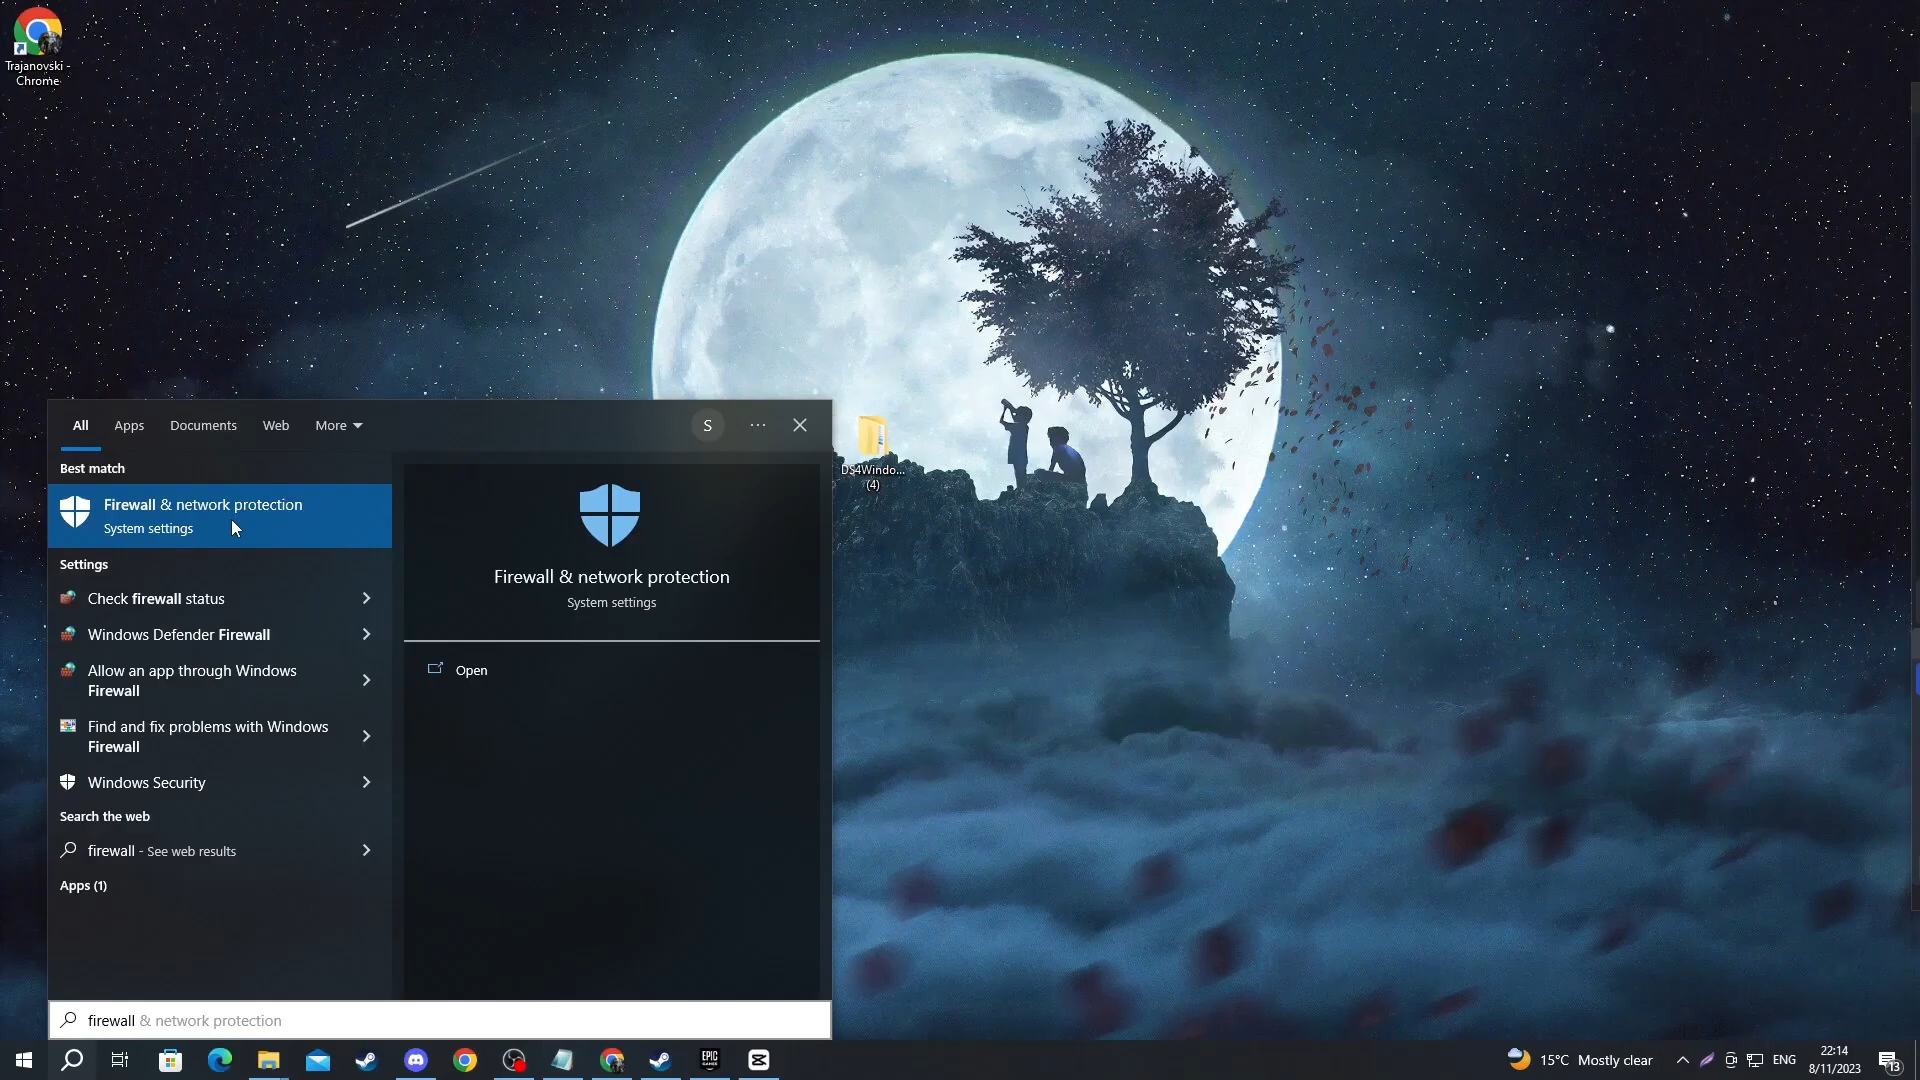 Trajanovski -
Chrome
DS4Windo...
(4)
All
Apps
Documents
Web
More
S
Best match
Firewall & network protection
System settings
Settings
Check firewall status
Windows Defender Firewall
Allow an app through Windows
Firewall
Find and fix problems with Windows
Firewall
Windows Security
Search the web
firewall - See web results
Apps (1)
Firewall & network protection
System settings
Open
firewall & network protection
EPIC
GAMES
15°C Mostly clear
ENG
22:14
8/11/2023
13